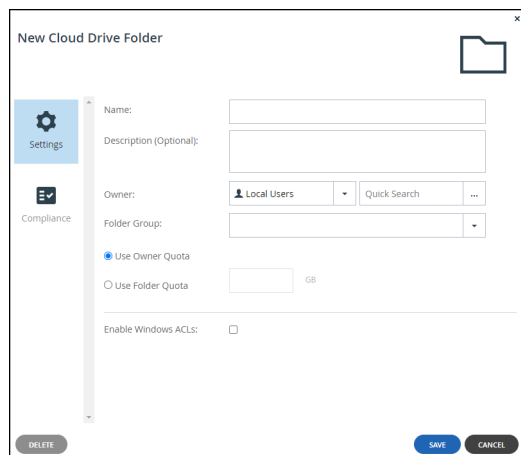 ×
New Cloud Drive Folder
Settings
Compliance
Name:
Description (Optional):
Owner:
Local Users
Quick Search
...
Folder Group:
Use Owner Quota
Use Folder Quota
GB
Enable Windows ACLs:
DELETE
SAVE
CANCEL